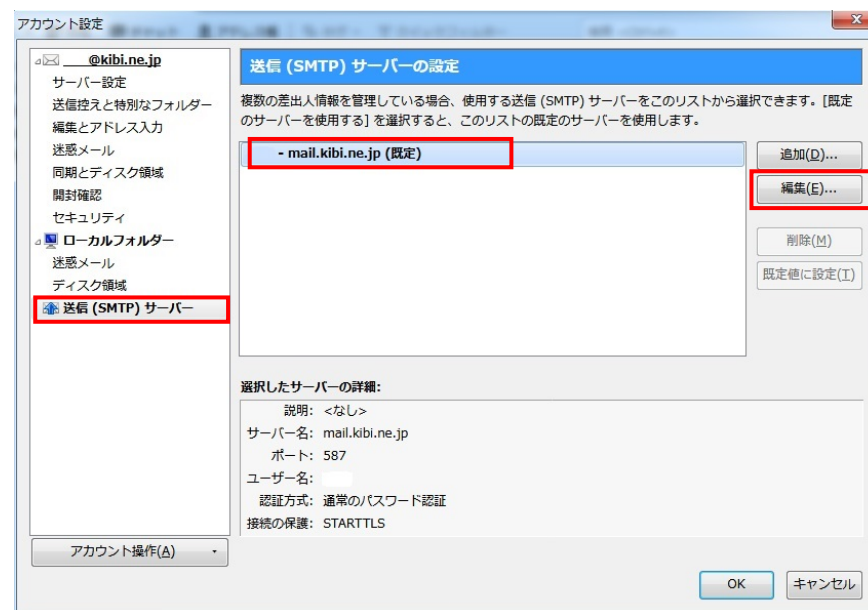 アカウント設定
@kibi.ne.jp
サーバー設定
送信控えと特別なフォルダー
編集とアドレス入力
迷惑メール
同期とディスク領域
開封確認
セキュリティ
ローカルフォルダー
迷惑メール
ディスク領域
送信 (SMTP) サーバー
アカウント操作(A)
送信 (SMTP) サーバーの設定
複数の差出人情報を管理している場合、使用する送信 (SMTP) サーバーをこのリストから選択できます。[既定
のサーバーを使用する] を選択すると、このリストの既定のサーバーを使用します。
- mail.kibi.ne.jp (既定)
追加(D)...
編集(E)...
削除(M)
既定値に設定(T)
選択したサーバーの詳細:
説明: <なし>
サーバー名: mail.kibi.ne.jp
ポート: 587
ユーザー名:
認証方式: 通常のパスワード認証
接続の保護: STARTTLS
OK
キャンセル